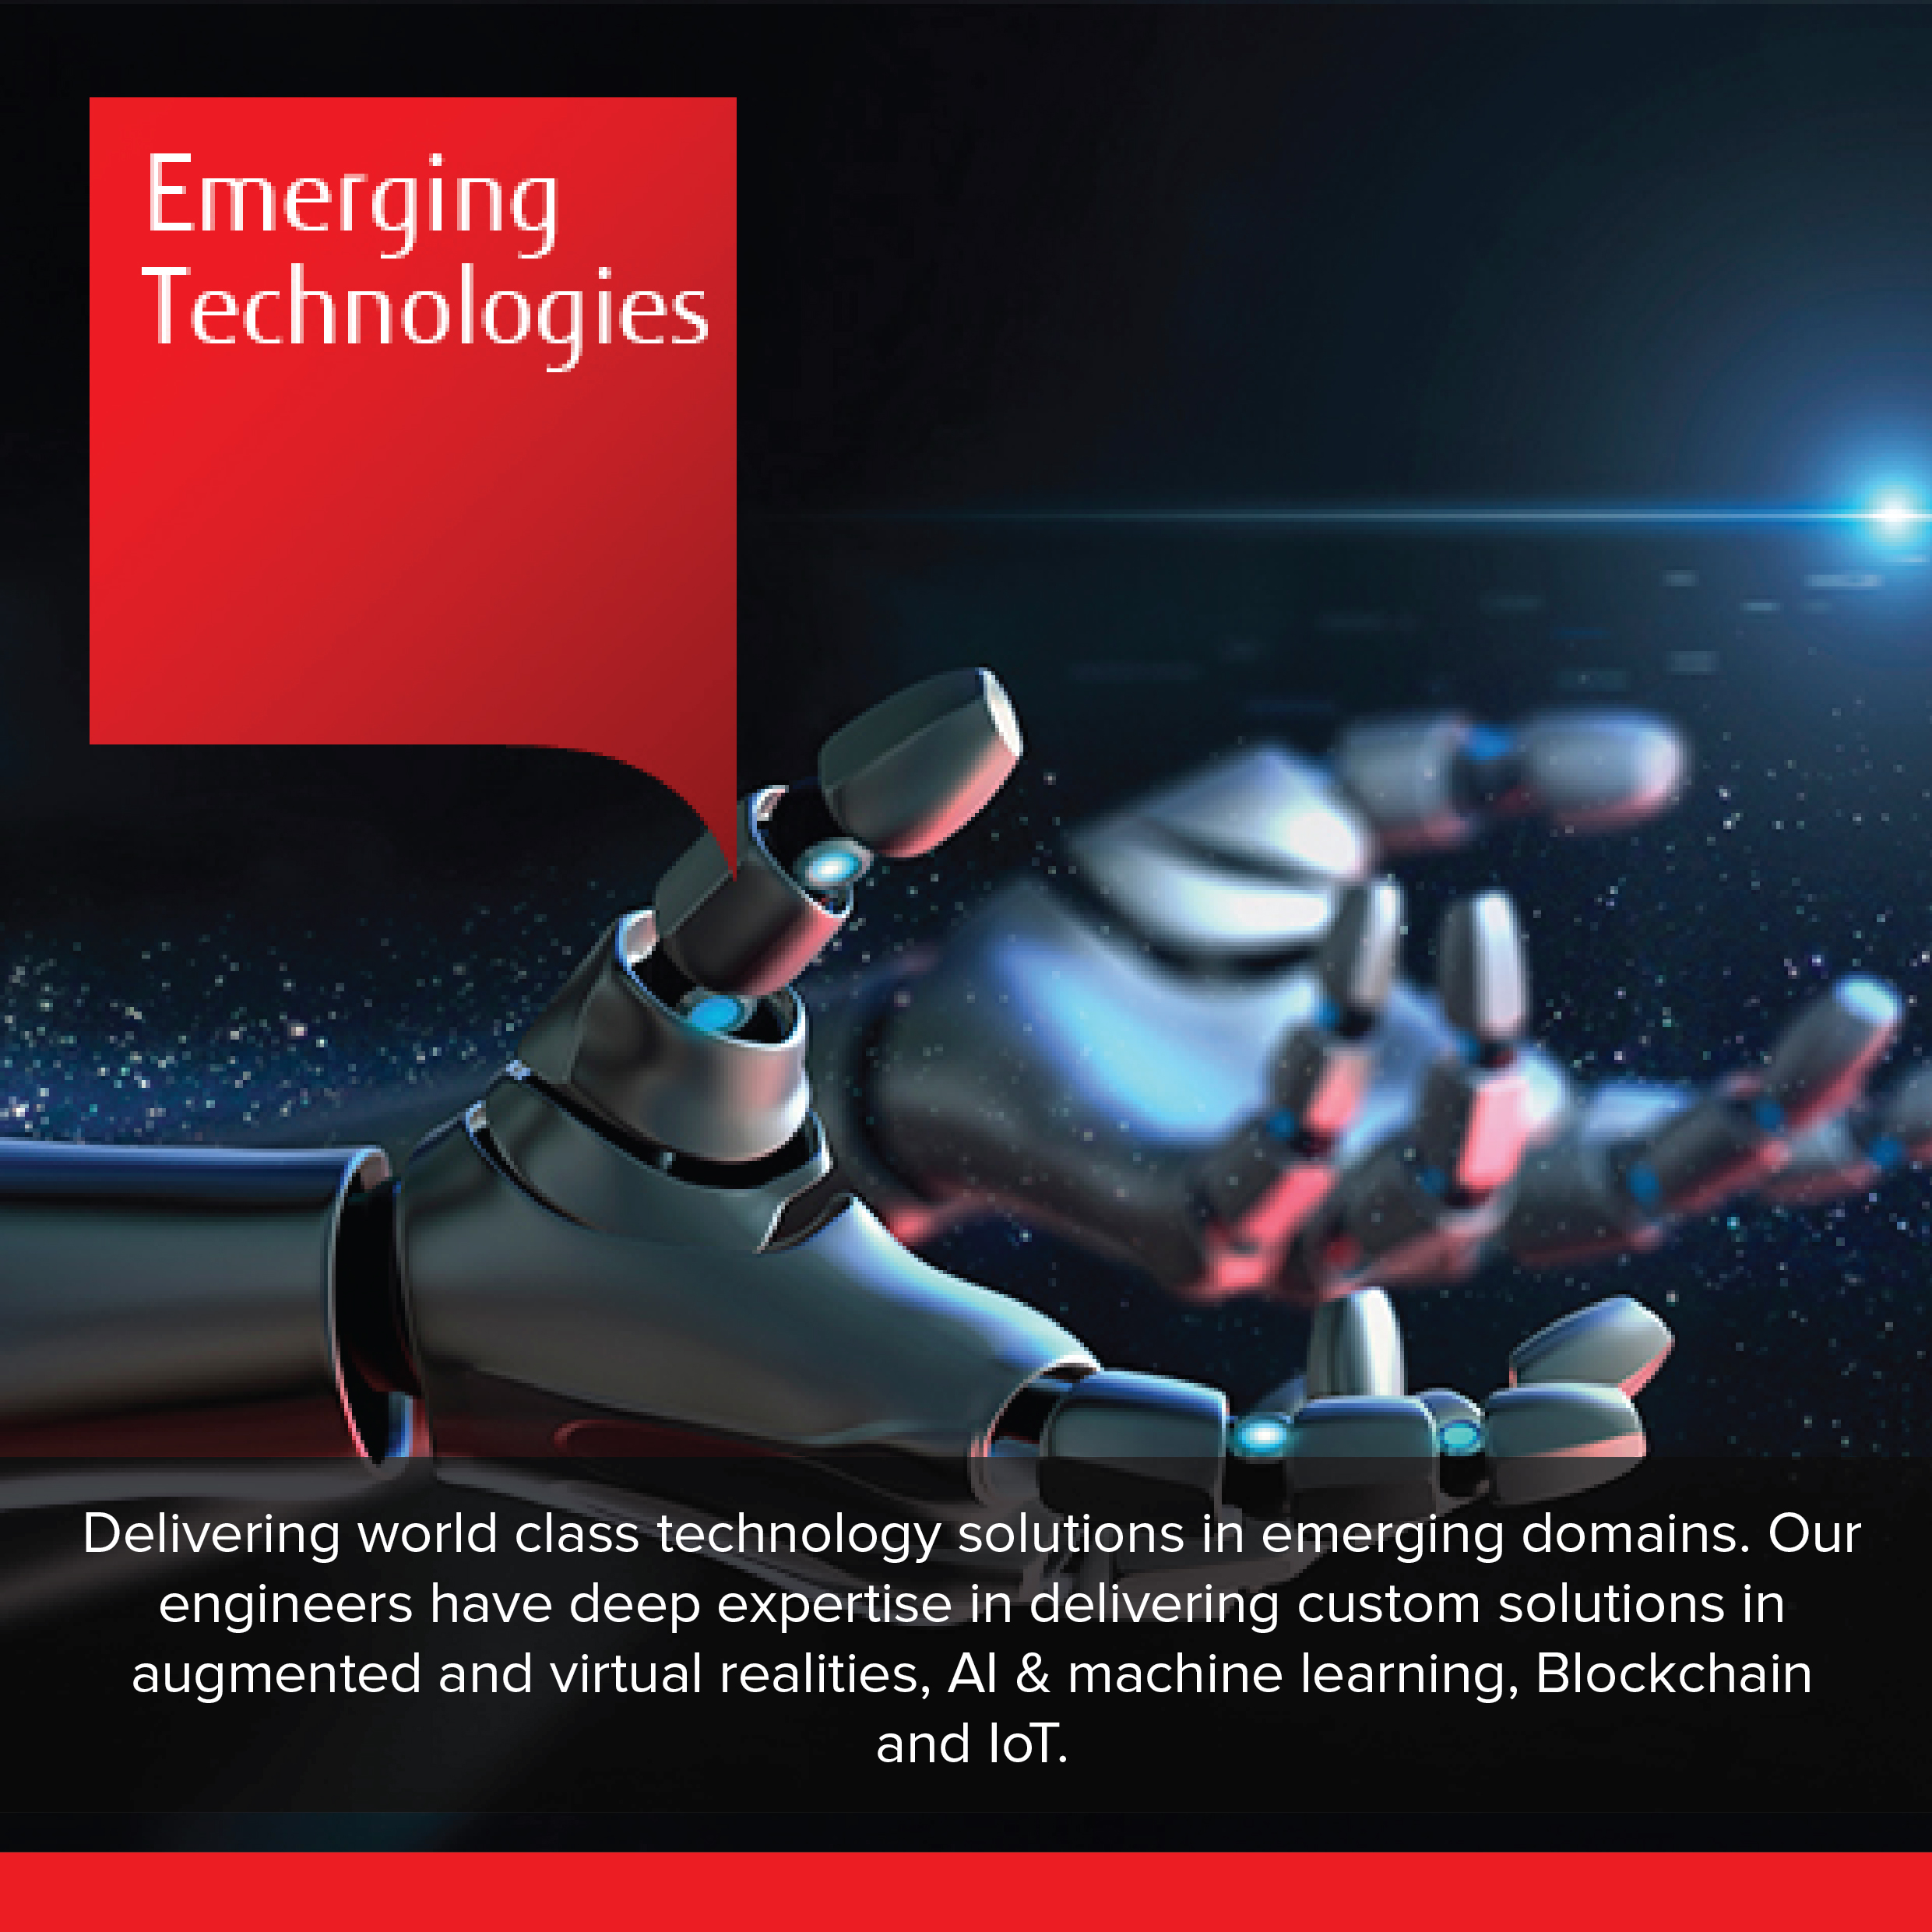 Emerging
Technologies
Delivering world class technology solutions in emerging domains. Our
engineers have deep expertise in delivering custom solutions in
augmented and virtual realities, AI & machine learning, Blockchain
and IoT.